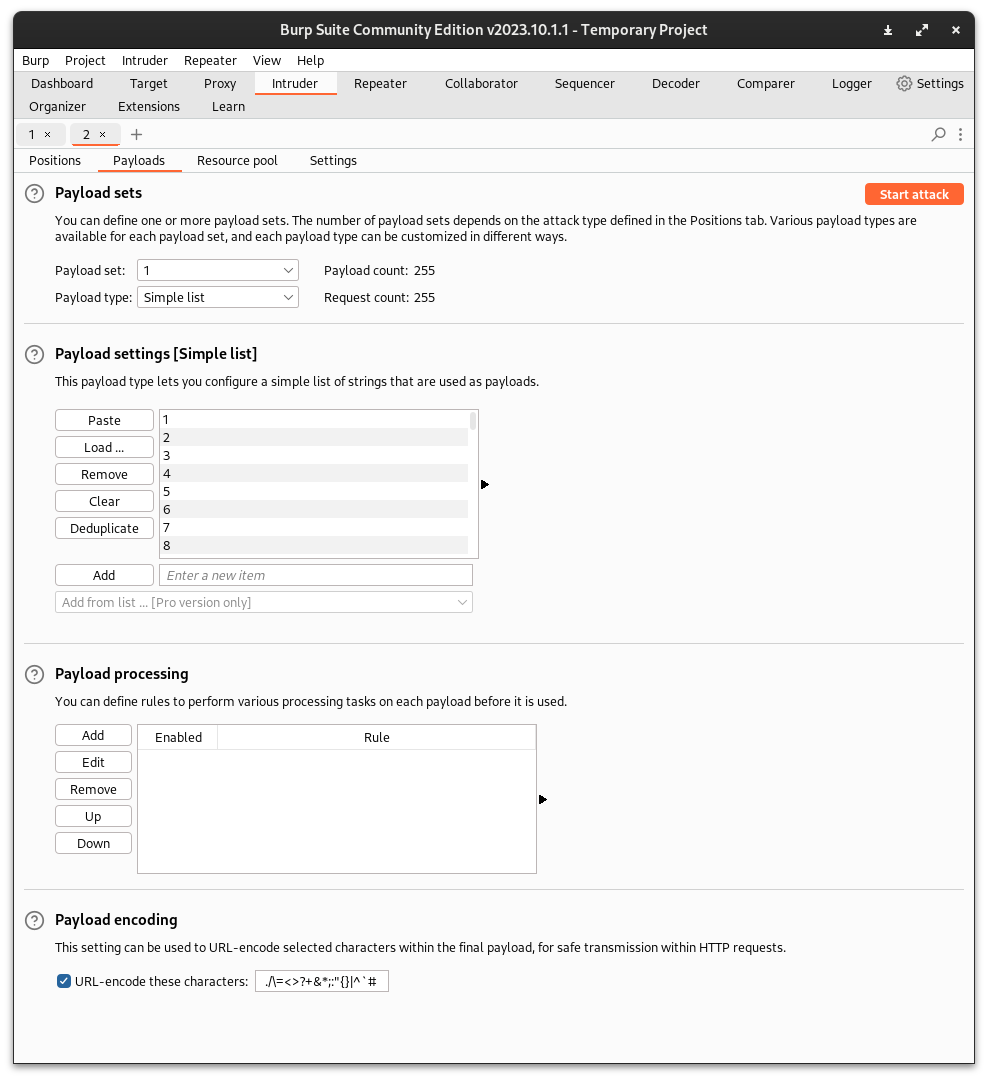 Burp Suite Community Edition v2023.10.1.1 - Temporary Project
Burp Project Intruder Repeater View Help
Dashboard Target Proxy Intruder Repeater Collaborator Sequencer Decoder Comparer Logger Settings
Organizer Extensions Learn
1 × 2 × +
Positions Payloads Resource pool Settings
? Payload sets Start attack
You can define one or more payload sets. The number of payload sets depends on the attack type defined in the Positions tab. Various payload types are
available for each payload set, and each payload type can be customized in different ways.
Payload set: 1 Payload count: 255
Payload type: Simple list Request count: 255
? Payload settings [Simple list]
This payload type lets you configure a simple list of strings that are used as payloads.
Paste
Load ...
Remove
Clear
Deduplicate
1
2
3
4
5
6
7
8
Add Enter a new item
Add from list ... [Pro version only]
? Payload processing
You can define rules to perform various processing tasks on each payload before it is used.
Add
Edit
Remove
Up
Down
Enabled Rule
? Payload encoding
This setting can be used to URL-encode selected characters within the final payload, for safe transmission within HTTP requests.
URL-encode these characters: ./\=<>?+&*;:"{}|^`#